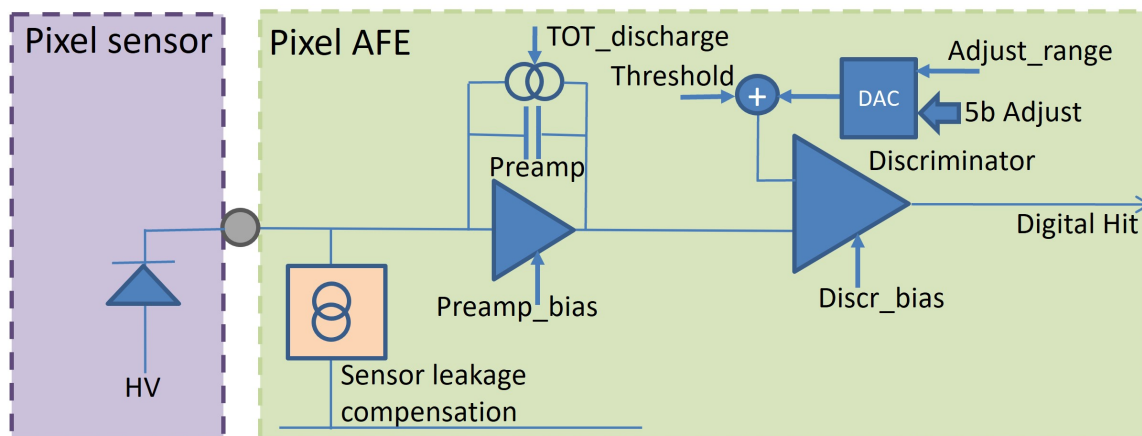 Pixel sensor
Pixel AFE
TOT_discharge
Threshold
Adjust_range
+
DAC
5b Adjust
Preamp
Discriminator
Digital Hit
Preamp_bias
Discr_bias
HV
Sensor leakage
compensation